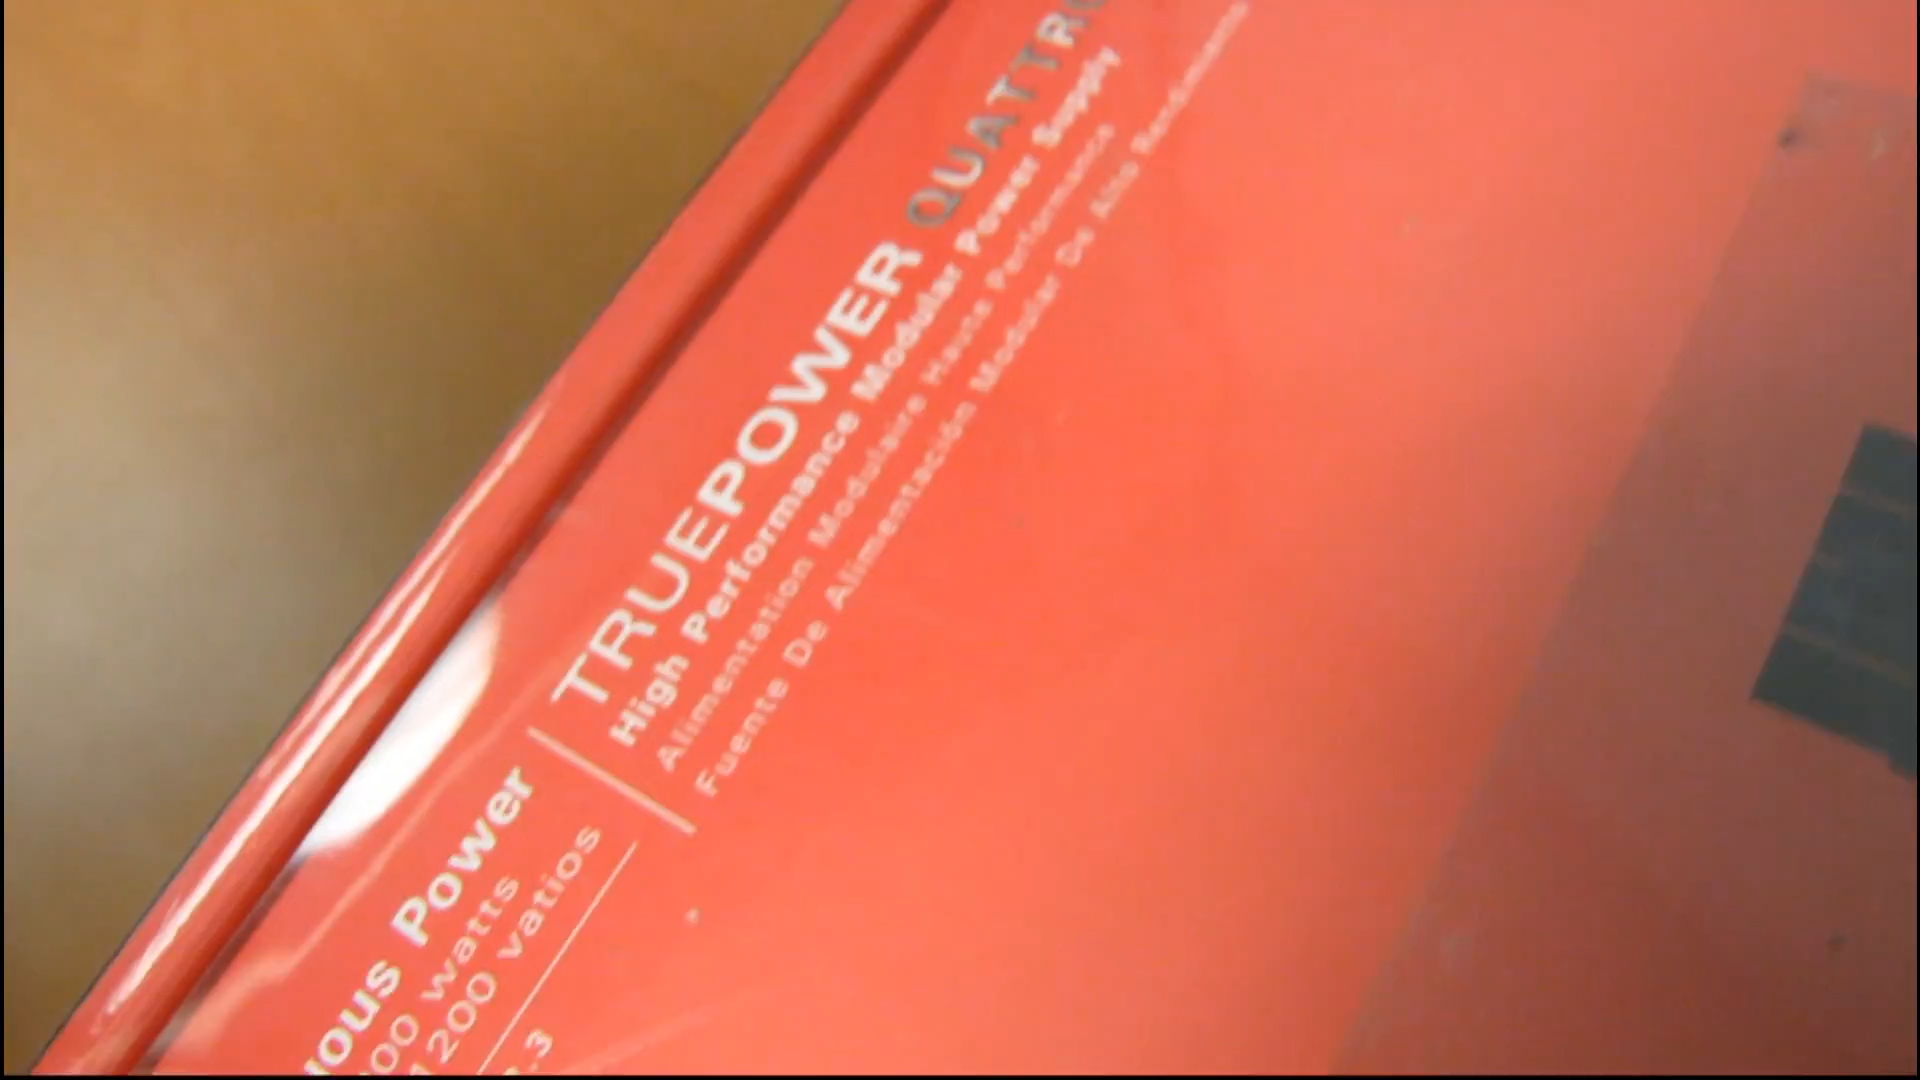 TRUEPOWER QUATTRO
High Performance Modular Power Supply
Alimentation Modulaire Haute Performance
Fuente De Alimentación Modular De Alto Rendimiento
Power
watts
1200 vatios